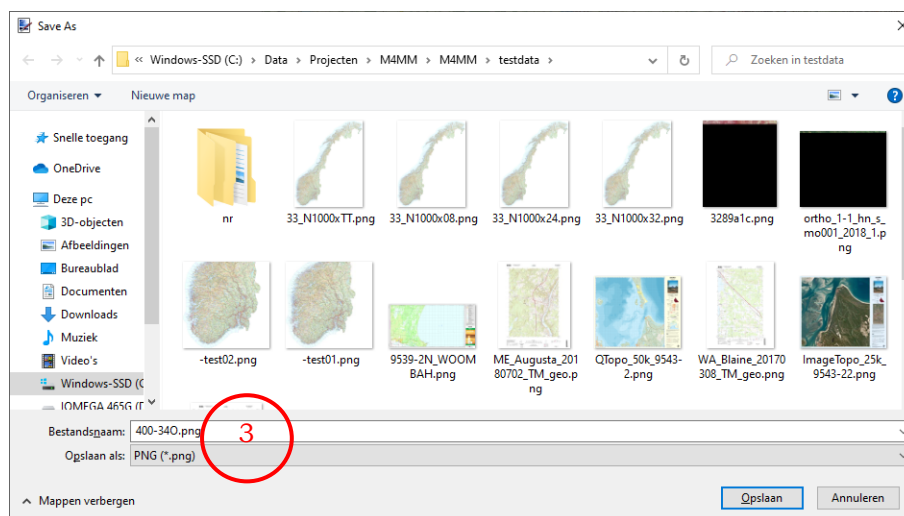 Save As
« Windows-SSD (C:) › Data › Projecten › M4MM › M4MM › testdata ›
Zoeken in testdata
Organiseren
Nieuwe map
?
Snelle toegang
OneDrive
Deze pc
3D-objecten
Afbeeldingen
Bureaublad
Documenten
Downloads
Muziek
Video's
Windows-SSD (C
IOMEGA 465G (
nr
33_N1000xTT.png
33_N1000x08.png
33_N1000x24.png
33_N1000x32.png
3289a1c.png
ortho_1-1_hn_s_
mo001_2018_1.p
ng
-test02.png
-test01.png
9539-2N_WOOM
BAH.png
ME_Augusta_201
80702_TM_geo.p
ng
QTopo_50k_9543-
2.png
WA_Blaine_20170
308_TM_geo.png
ImageTopo_25k_
9543-22.png
Bestandsnaam: 400-34O.png
3
Opslaan als: PNG (*.png)
Mappen verbergen
Opslaan
Annuleren